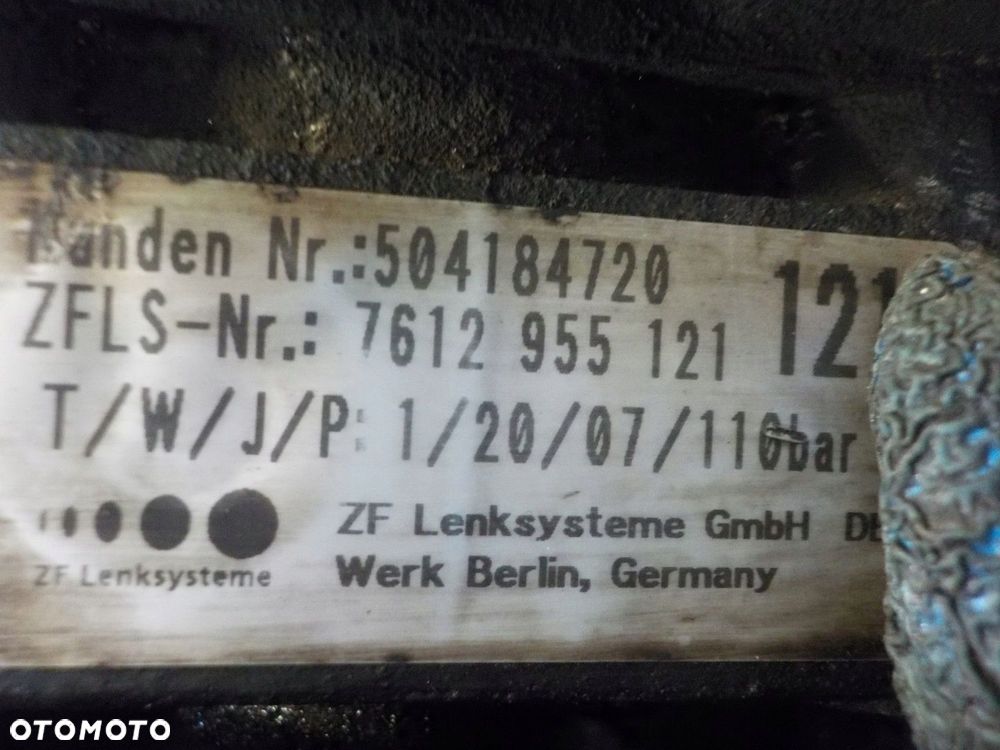 Kunden Nr.:504184720
ZFLS-Nr.: 7612 955 121
121
T/W/J/P: 1/20/07/110bar
ZF Lenksysteme GmbH
ZF Lenksysteme
Werk Berlin, Germany
OTOMOTO